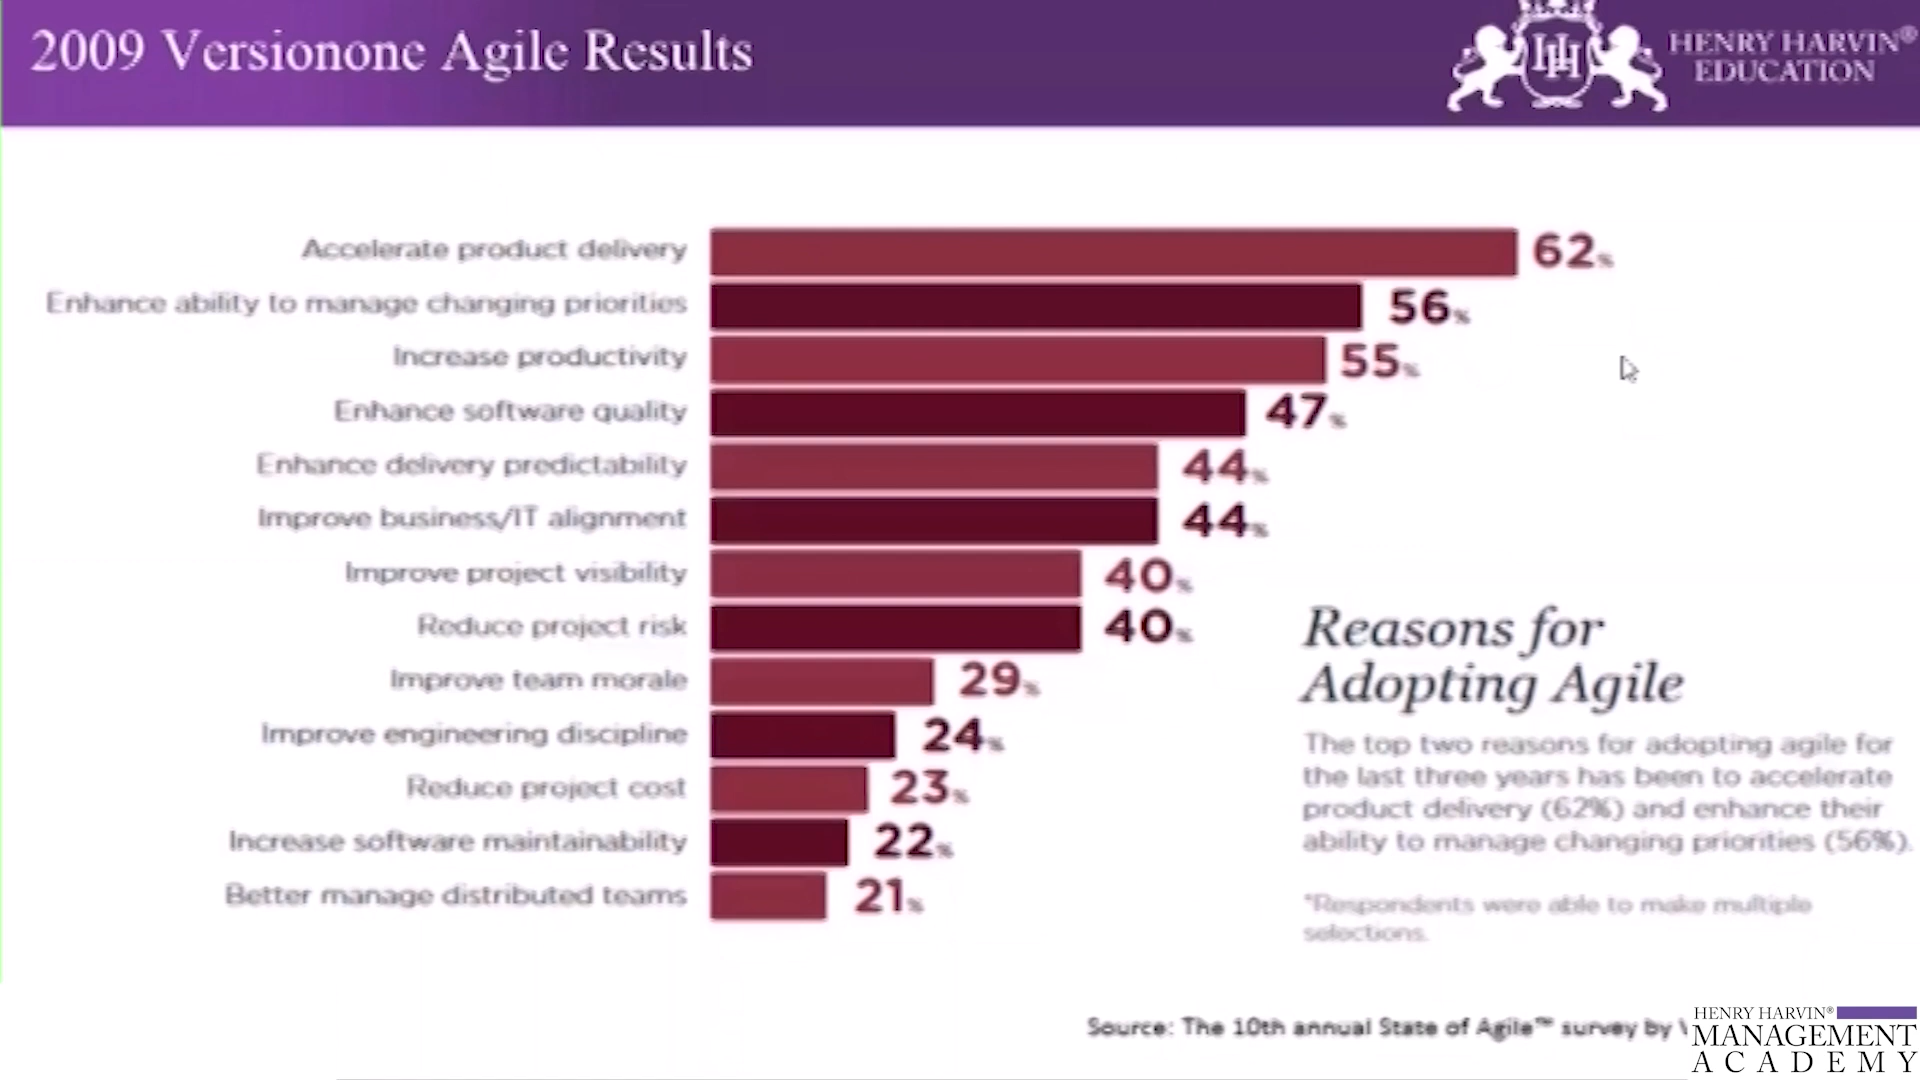 2009 Versionone Agile Results
HENRY HARVIN®
EDUCATION
Accelerate product delivery 62%
Enhance ability to manage changing priorities 56%
Increase productivity 55%
Enhance software quality 47%
Enhance delivery predictability 44%
Improve business/IT alignment 44%
Improve project visibility 40%
Reduce project risk 40%
Improve team morale 29%
Improve engineering discipline 24%
Reduce project cost 23%
Increase software maintainability 22%
Better manage distributed teams 21%
Reasons for
Adopting Agile
The top two reasons for adopting agile for
the last three years has been to accelerate
product delivery (62%) and enhance their
ability to manage changing priorities (56%).
*Respondents were able to make multiple
selections.
Source: The 10th annual State of Agile™ survey by
HENRY HARVIN®
MANAGEMENT
ACADEMY